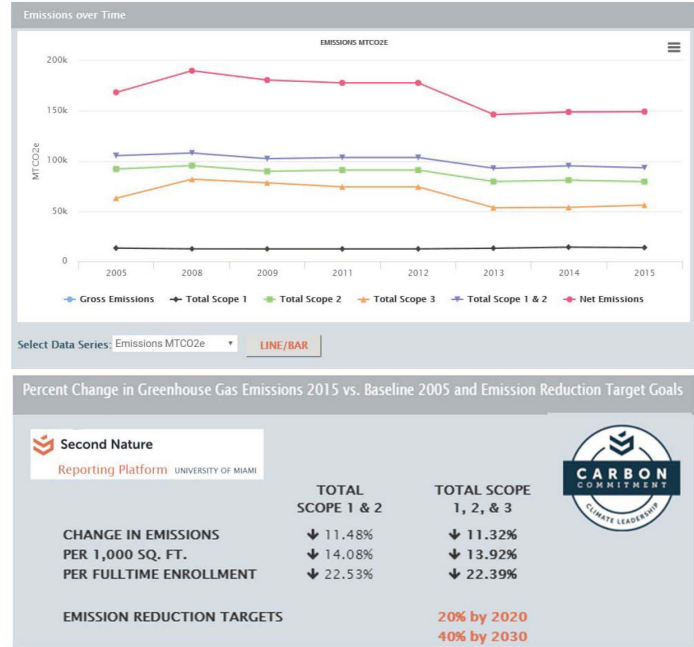 Emissions over Time
EMISSIONS MTCO2E
200k
150k
100k
50k
0
MTCO2e
2005 2008 2009 2011 2012 2013 2014 2015
Gross Emissions Total Scope 1 Total Scope 2 Total Scope 3 Total Scope 1 & 2 Net Emissions
Select Data Series: Emissions MTCO2e LINE/BAR
Percent Change in Greenhouse Gas Emissions 2015 vs. Baseline 2005 and Emission Reduction Target Goals
Second Nature
Reporting Platform UNIVERSITY OF MIAMI
CARBON
COMMITMENT
CLIMATE LEADERSHIP
TOTAL TOTAL SCOPE
SCOPE 1 & 2 1, 2, & 3
CHANGE IN EMISSIONS ↓ 11.48% ↓ 11.32%
PER 1,000 SQ. FT. ↓ 14.08% ↓ 13.92%
PER FULLTIME ENROLLMENT ↓ 22.53% ↓ 22.39%
EMISSION REDUCTION TARGETS 20% by 2020
40% by 2030